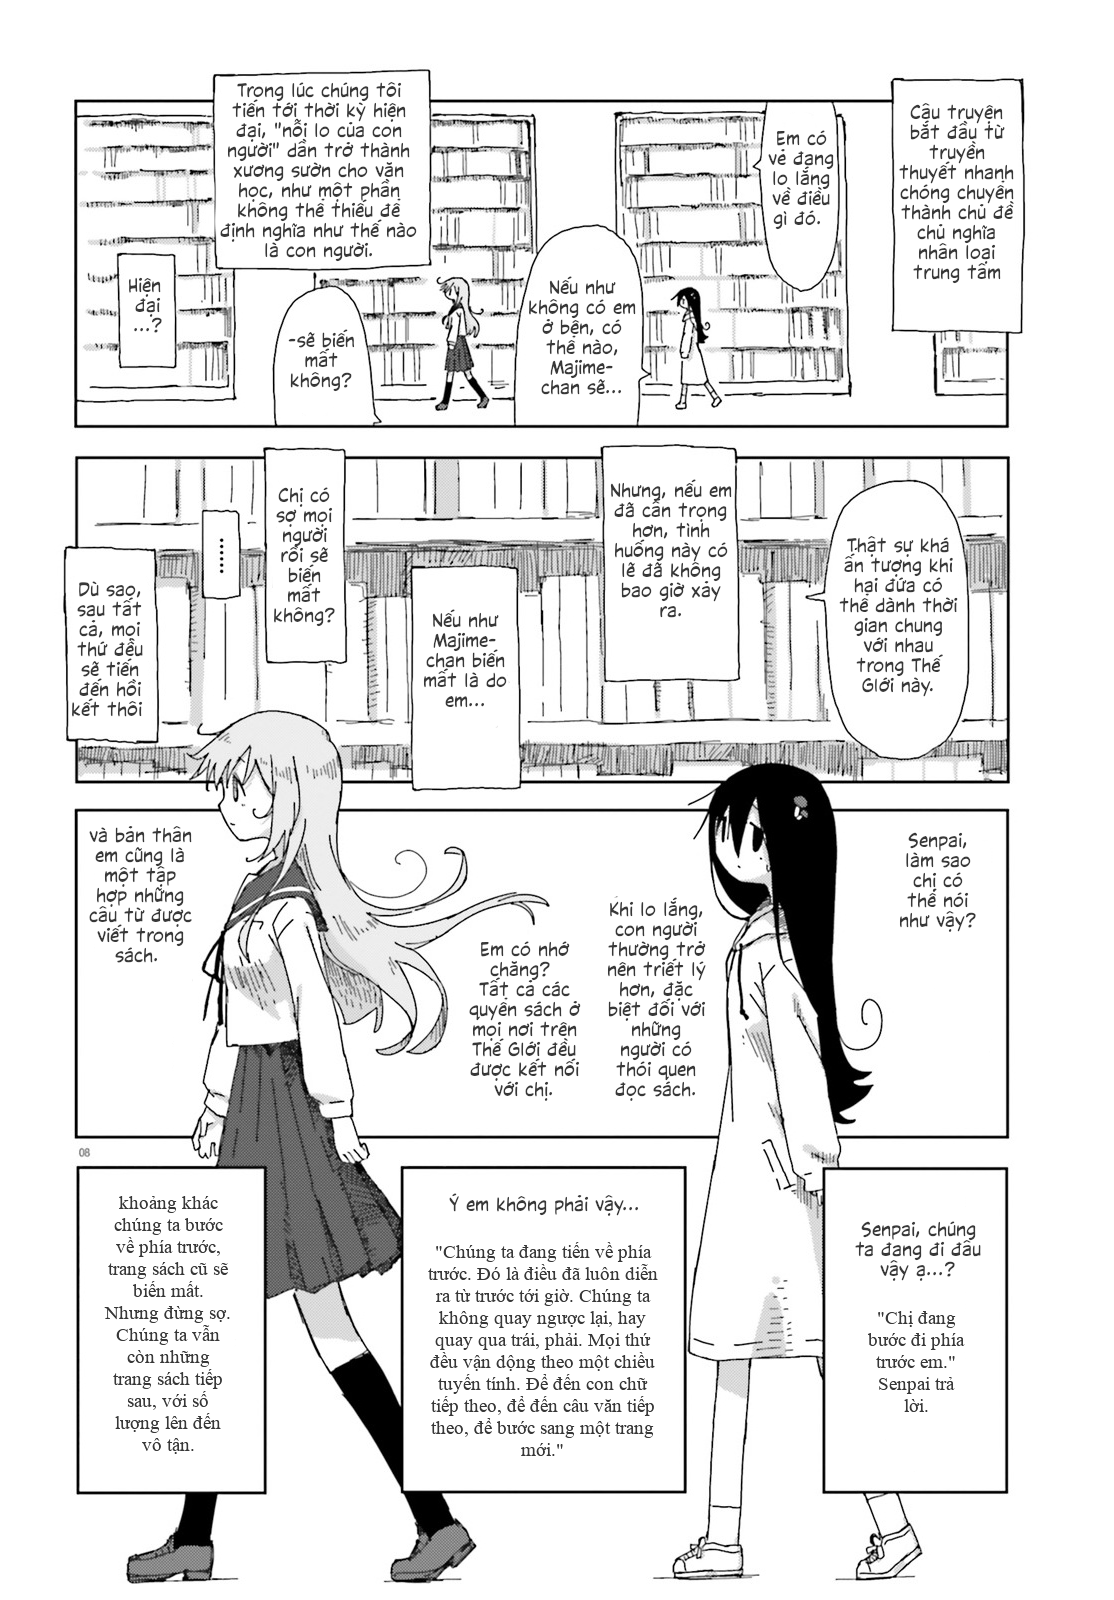 Câu truyện
bắt đầu từ
truyền
thuyết nhanh
chóng chuyển
thành chủ đề
chủ nghĩa
nhân loại
trung tấm
Em có
vẻ đang
lo lắng
về điều
gì đó.
Nếu như
không có em
ở bên, có
thể nào,
Majime-
chan sẽ...
-sẽ biến
mất
không?
Trong lúc chúng tôi
tiến tới thời kỳ hiện
đại, "nỗi lo của con
người" dần trở thành
xương sườn cho văn
học, như một phần
không thể thiếu để
định nghĩa như thế nào
là con người.
Hiện
đại
...?
Thật sự khá
ấn tượng khi
hại đứa có
thể dành thời
gian chung
với nhau
trong Thế
Giới này.
Nhưng, nếu em
đã cẩn trọng
hơn, tình
huống này có
lẽ đã không
bao giờ xảy
ra.
Nếu như
Majime-
chan biến
mất là do
em...
Chị có
sợ mọi
người
rồi sẽ
biến
mất
không?
......
Dù sao,
sau tất
cả, mọi
thứ đều
sẽ tiến
đến hồi
kết thôi
Senpai,
làm sao
chị có
thể nói
như vậy?
Khi lo lắng,
con người
thường trở
nên triết lý
hơn, đặc
biệt đối với
những
người có
thói quen
đọc sách.
Em có nhớ
chăng?
Tất cả các
quyển sách ở
mọi nơi trên
Thế Giới đều
được kết nối
với chị.
và bản thân
em cũng là
một tập
hợp những
câu từ được
viết trong
sách.
08
Senpai, chúng
ta đang đi đâu
vậy ạ...?
"Chị đang
bước đi phía
trước em."
Senpai trả
lời.
Ý em không phải vậy...
"Chúng ta đang tiến về phía
trước. Đó là điều đã luôn diễn
ra từ trước tới giờ. Chúng ta
không quay ngược lại, hay
quay qua trái, phải. Mọi thứ
đều vận dộng theo một chiều
tuyến tính. Để đến con chữ
tiếp theo, để đến câu văn tiếp
theo, để bước sang một trang
mới."
khoảng khác
chúng ta bước
về phía trước,
trang sách cũ sẽ
biến mất.
Nhưng đừng sợ.
Chúng ta vẫn
còn những
trang sách tiếp
sau, với số
lượng lên đến
vô tận.